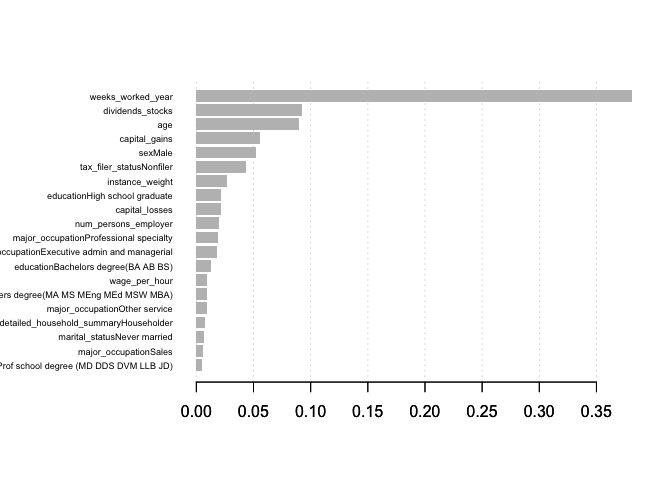 weeks_worked_year
dividends_stocks
age
capital_gains
sexMale
tax_filer_statusNonfiler
instance_weight
educationHigh school graduate
capital_losses
num_persons_employer
major_occupationProfessional specialty
occupationExecutive admin and managerial
educationBachelors degree(BA AB BS)
wage_per_hour
ers degree(MA MS MEng MEd MSW MBA)
major_occupationOther service
detailed_household_summaryHouseholder
marital_statusNever married
major_occupationSales
Prof school degree (MD DDS DVM LLB JD)
0.00 0.05 0.10 0.15 0.20 0.25 0.30 0.35